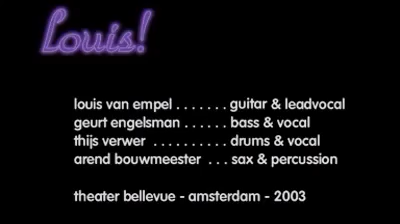 Louis!
louis van empel . . . . . . . guitar & leadvocal
geurt engelsman . . . . . . bass & vocal
thijs verwer . . . . . . . . . . drums & vocal
arend bouwmeester . . . sax & percussion
theater bellevue - amsterdam - 2003